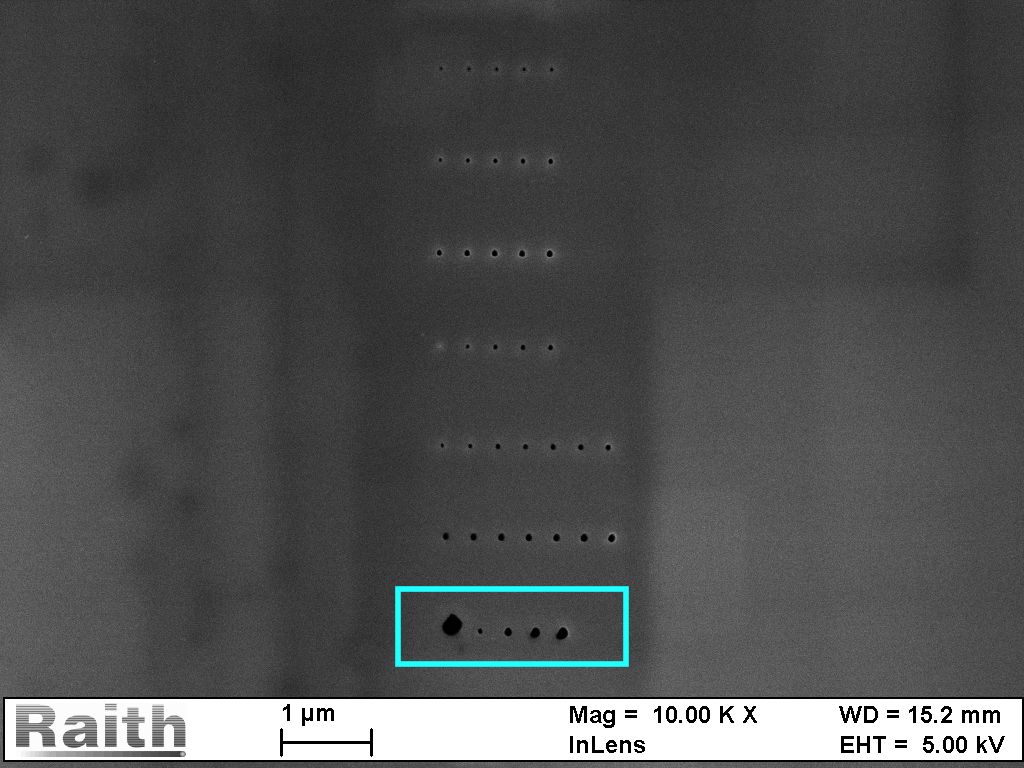 Raith
1 µm
Mag = 10.00 K X
WD = 15.2 mm
InLens
EHT = 5.00 kV